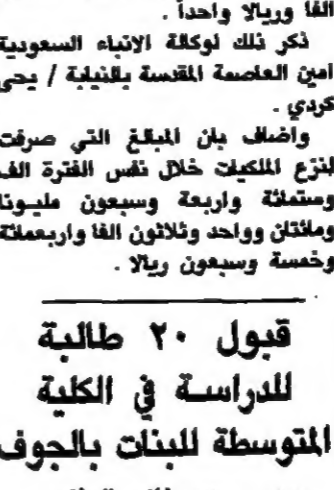 الفا وريالا واحداً .
ذكر ذلك لوكالة الانباء السعودية
امين العاصمة المقدسة بالنيابة / يحي
كردي .
واضاف بان المبالغ التي صرفت
لنزع الملكيات خلال نفس الفترة الف
وستمائة واربعة وسبعون مليونا
ومائتان وواحد وثلاثون الفا واربعمائة
وخمسة وسبعون ريالا .
قبول ٢٠ طالبة
للدراسة في الكلية
المتوسطة للبنات بالجوف